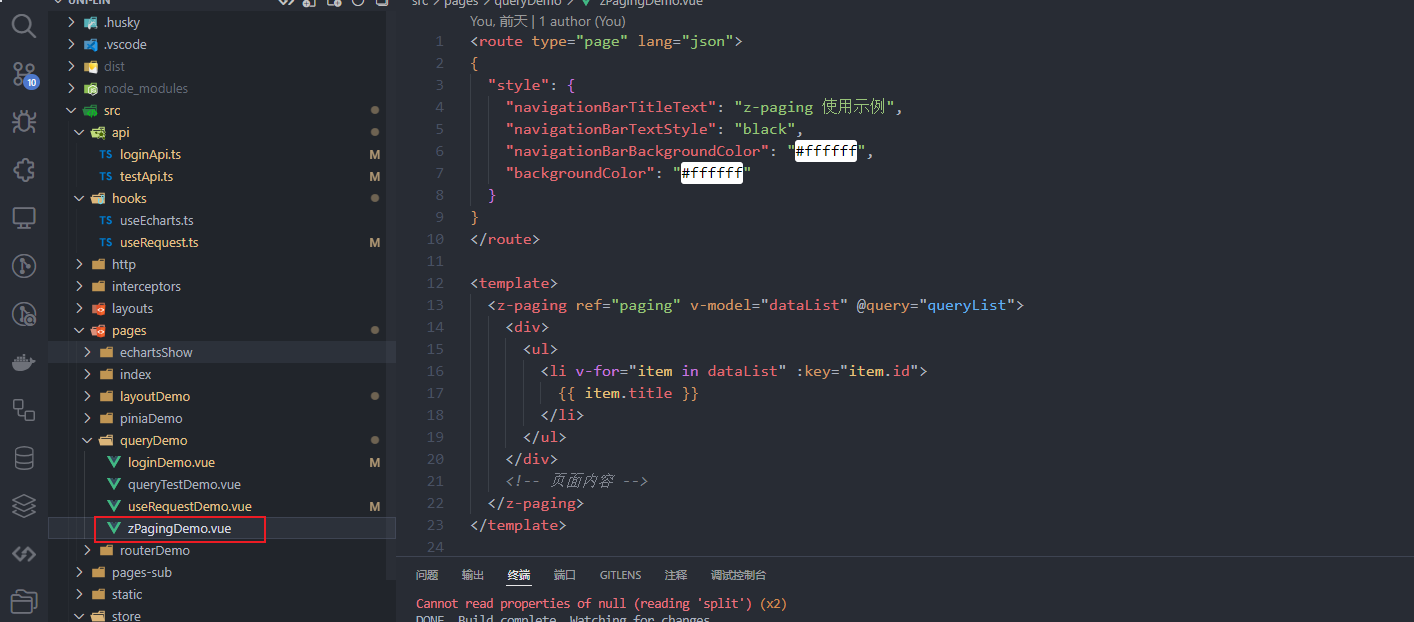 UNI-LIN
.husky
.vscode
dist
node_modules
src
api
TS loginApi.ts M
TS testApi.ts M
hooks
TS useEcharts.ts
TS useRequest.ts M
http
interceptors
layouts
pages
echartsShow
index
layoutDemo
piniaDemo
queryDemo
loginDemo.vue M
queryTestDemo.vue
useRequestDemo.vue M
zPagingDemo.vue
routerDemo
pages-sub
static
store
10
src > pages > queryDemo > zPagingDemo.vue
You, 前天 | 1 author (You)
1 <route type="page" lang="json">
2 {
3 "style": {
4 "navigationBarTitleText": "z-paging 使用示例",
5 "navigationBarTextStyle": "black",
6 "navigationBarBackgroundColor": "#ffffff",
7 "backgroundColor": "#ffffff"
8 }
9 }
10 </route>
11
12 <template>
13 <z-paging ref="paging" v-model="dataList" @query="queryList">
14 <div>
15 <ul>
16 <li v-for="item in dataList" :key="item.id">
17 {{ item.title }}
18 </li>
19 </ul>
20 </div>
21 <!-- 页面内容 -->
22 </z-paging>
23 </template>
24
问题 输出 终端 端口 GITLENS 注释 调试控制台
Cannot read properties of null (reading 'split') (x2)
DONE Build complete. Watching for changes